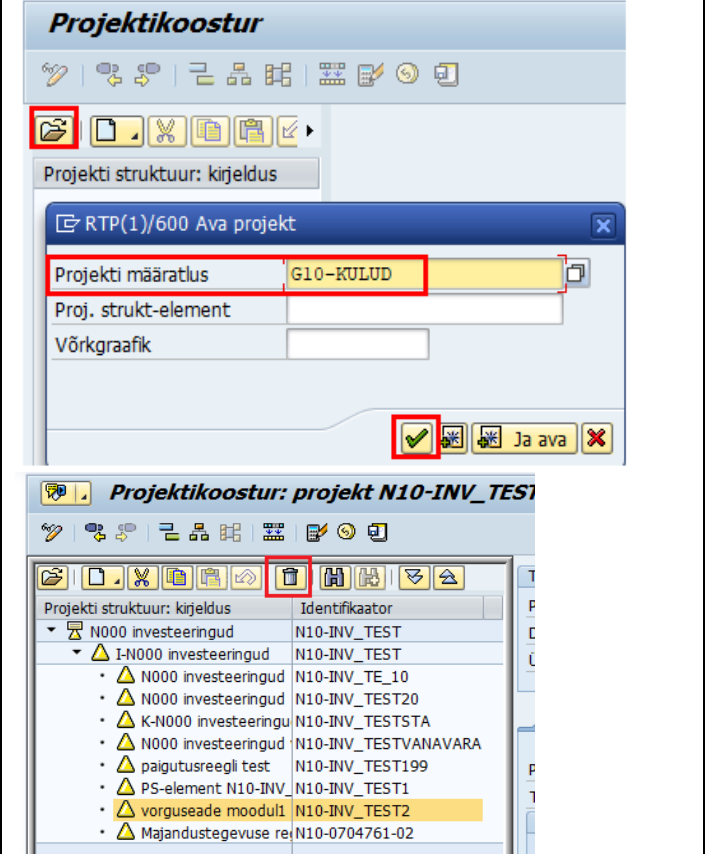 Projektikoostur
Projekti struktuur: kirjeldus
RTP(1)/600 Ava projekt
Projekti määratlus G10-KULUD
Proj. strukt-element
Võrkgraafik
Ja ava
Projektikoostur: projekt N10-INV_TEST
Projekti struktuur: kirjeldus Identifikaator
N000 investeeringud N10-INV_TEST
I-N000 investeeringud N10-INV_TEST
N000 investeeringud N10-INV_TE_10
N000 investeeringud N10-INV_TEST20
K-N000 investeeringu N10-INV_TESTSTA
N000 investeeringud N10-INV_TESTVANAVARA
paigutusreegli test N10-INV_TEST199
PS-element N10-INV_ N10-INV_TEST1
vorguseade moodul1 N10-INV_TEST2
Majandustegevuse re N10-0704761-02